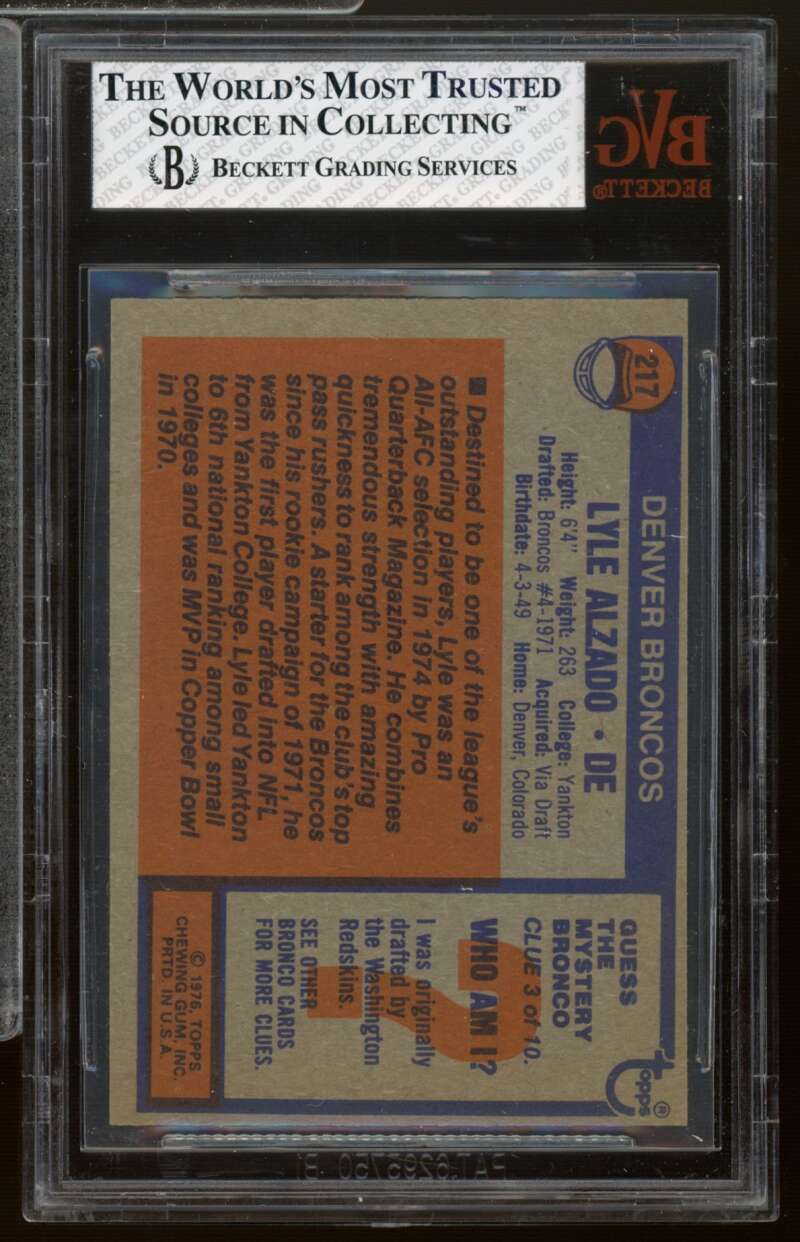 THE WORLD'S MOST TRUSTED
SOURCE IN COLLECTING™
B BECKETT GRADING SERVICES
BVG
BECKETT®
217
DENVER BRONCOS
LYLE ALZADO • DE
Height: 6'4" Weight: 263 College: Yankton
Drafted: Broncos #4-1971 Acquired: Via Draft
Birthdate: 4-3-49 Home: Denver, Colorado
■ Destined to be one of the league's
outstanding players, Lyle was an
All-AFC selection in 1974 by Pro
Quarterback Magazine. He combines
tremendous strength with amazing
quickness to rank among the club's top
pass rushers. A starter for the Broncos
since his rookie campaign of 1971, he
was the first player drafted into NFL
from Yankton College. Lyle led Yankton
to 6th national ranking among small
colleges and was MVP in Copper Bowl
in 1970.
topps®
GUESS
THE
MYSTERY
BRONCO
CLUE 3 of 10.
WHO AM I?
I was originally
drafted by
the Washington
Redskins.
SEE OTHER
BRONCO CARDS
FOR MORE CLUES.
© 1976, TOPPS
CHEWING GUM, INC.
PRTD. IN U.S.A.